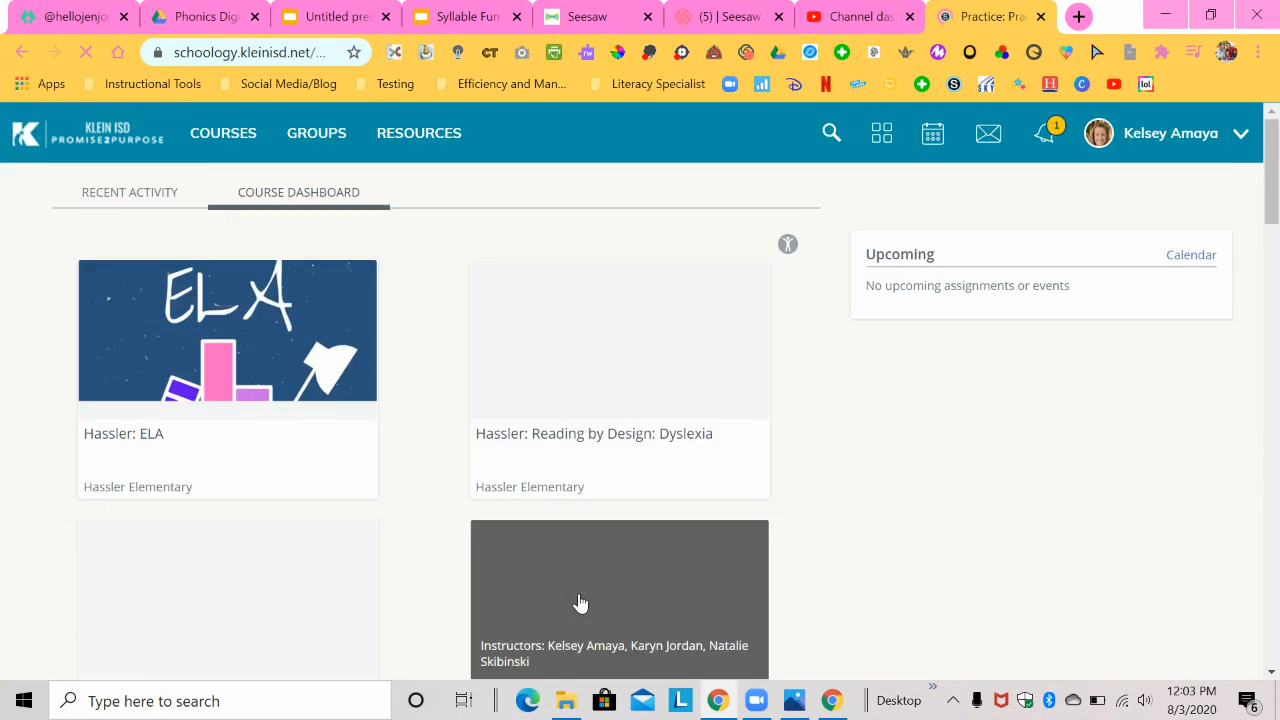 @hellojenjor
Phonics Digi
Untitled pres
Syllable Fun
Seesaw
(5) | Seesaw
Channel das
Practice: Pra
schoology.kleinisd.net/...
Apps
Instructional Tools
Social Media/Blog
Testing
Efficiency and Man...
Literacy Specialist
KLEIN ISD
PROMISE2PURPOSE
COURSES
GROUPS
RESOURCES
1
Kelsey Amaya
RECENT ACTIVITY
COURSE DASHBOARD
Upcoming
Calendar
No upcoming assignments or events
ELA
Hassler: ELA
Hassler Elementary
Hassler: Reading by Design: Dyslexia
Hassler Elementary
Instructors: Kelsey Amaya, Karyn Jordan, Natalie
Skibinski
Type here to search
Desktop
12:03 PM
8/3/2020
6